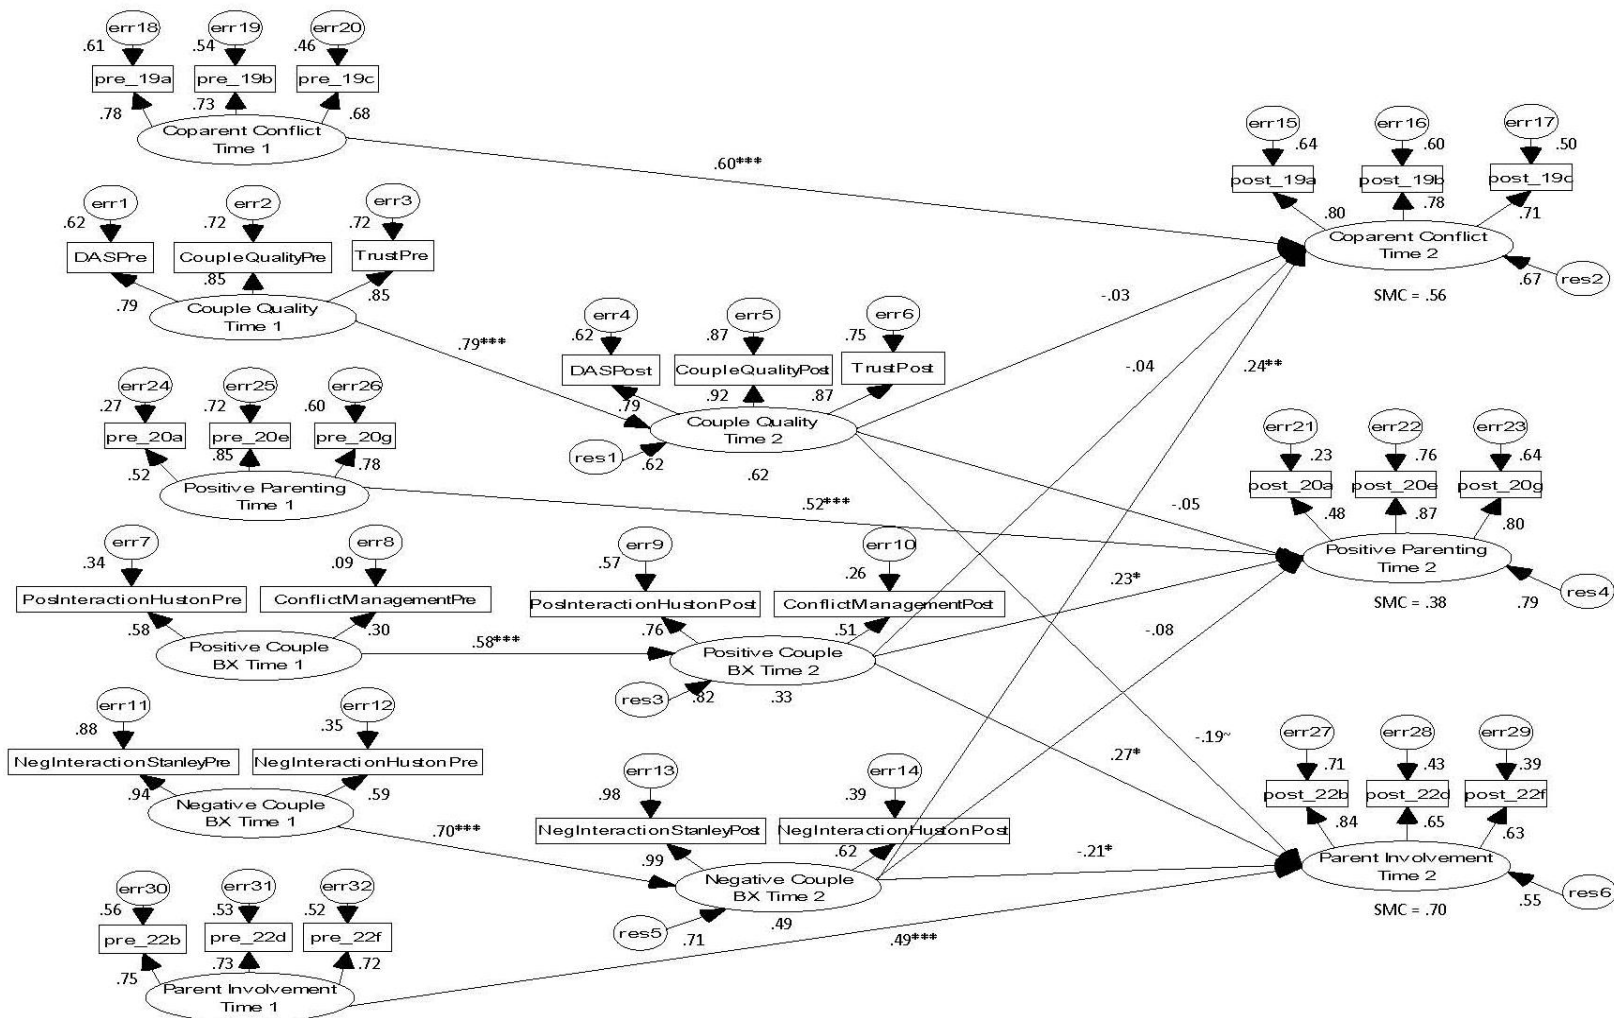 err18
err19
err20
.61
.54
.46
pre_19a
pre_19b
pre_19c
.78
.73
.68
Coparent Conflict
Time 1
.60***
err15
err16
err17
.64
.60
.50
post_19a
post_19b
post_19c
.80
.78
.71
Coparent Conflict
Time 2
.67
res2
SMC = .56
err1
err2
err3
.62
.72
.72
DASPre
CoupleQualityPre
TrustPre
.79
.85
.85
Couple Quality
Time 1
.79***
err4
err5
err6
.62
.87
.75
DASPost
CoupleQualityPost
TrustPost
.79
.92
.87
Couple Quality
Time 2
res1
.62
.62
-.03
-.04
.24**
err24
err25
err26
.27
.72
.60
pre_20a
pre_20e
pre_20g
.52
.85
.78
Positive Parenting
Time 1
.52***
-.05
err21
err22
err23
.23
.76
.64
post_20a
post_20e
post_20g
.48
.87
.80
Positive Parenting
Time 2
.79
res4
SMC = .38
err7
err8
.34
.09
PosInteractionHustonPre
ConflictManagementPre
.58
.30
Positive Couple
BX Time 1
.58***
err9
err10
.57
.26
PosInteractionHustonPost
ConflictManagementPost
.76
.51
Positive Couple
BX Time 2
res3
.82
.33
.23*
-.08
-.19~
.27*
err11
err12
.88
.35
NegInteractionStanleyPre
NegInteractionHustonPre
.94
.59
Negative Couple
BX Time 1
.70***
err13
err14
.98
.39
NegInteractionStanleyPost
NegInteractionHustonPost
.99
.62
Negative Couple
BX Time 2
res5
.71
.49
-.21*
.49***
err27
err28
err29
.71
.43
.39
post_22b
post_22d
post_22f
.84
.65
.63
Parent Involvement
Time 2
.55
res6
SMC = .70
err30
err31
err32
.56
.53
.52
pre_22b
pre_22d
pre_22f
.75
.73
.72
Parent Involvement
Time 1